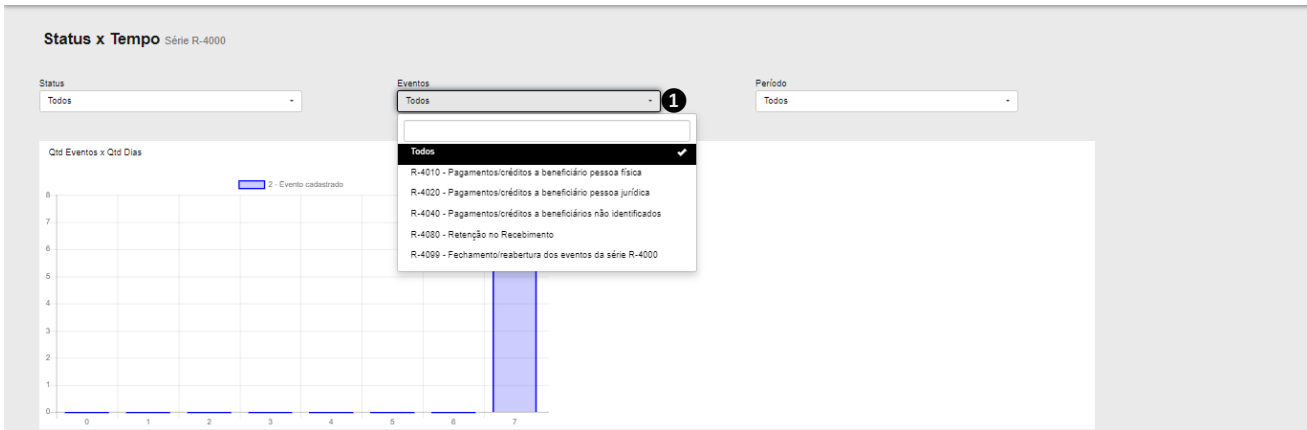 Status x Tempo Série R-4000
Status
Todos
Eventos
Todos
1
Período
Todos
Todos
R-4010 - Pagamentos/créditos a beneficiário pessoa física
R-4020 - Pagamentos/créditos a beneficiário pessoa jurídica
R-4040 - Pagamentos/créditos a beneficiários não identificados
R-4080 - Retenção no Recebimento
R-4099 - Fechamento/reabertura dos eventos da série R-4000
Qtd Eventos x Qtd Dias
2 - Evento cadastrado
8
7
6
5
4
3
2
1
0
0 1 2 3 4 5 6 7